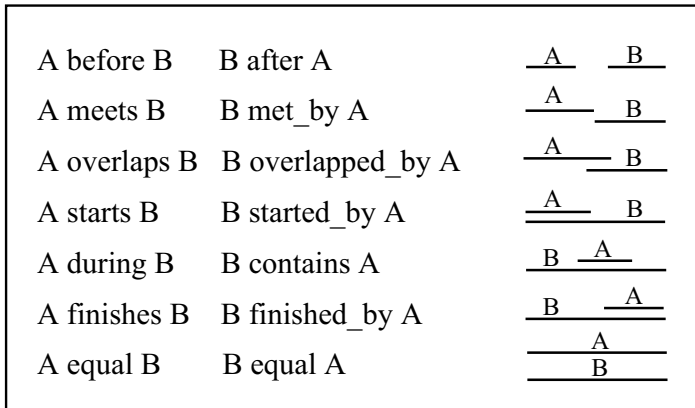 A before B B after A A B
A meets B B met_by A A B
A overlaps B B overlapped_by A A B
A starts B B started_by A A B
A during B B contains A B A
A finishes B B finished_by A B A
A equal B B equal A A
B